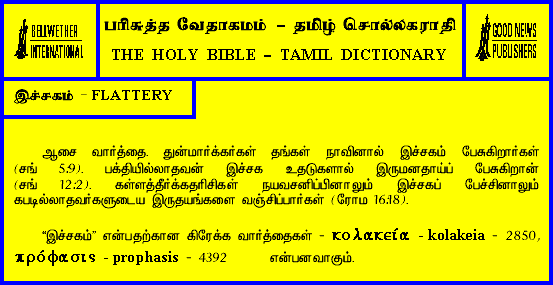 BELLWETHER
INTERNATIONAL
பரிசுத்த வேதாகமம் – தமிழ் சொல்லகராதி
THE HOLY BIBLE – TAMIL DICTIONARY
GOOD NEWS
PUBLISHERS
இச்சகம் - FLATTERY
ஆசை வார்த்தை. துன்மார்க்கர்கள் தங்கள் நாவினால் இச்சகம் பேசுகிறார்கள்
(சங் 5:9). பக்தியில்லாதவன் இச்சக உதடுகளால் இருமனதாய்ப் பேசுகிறான்
(சங் 12:2). கள்ளத்தீர்க்கதரிசிகள் நயவசனிப்பினாலும் இச்சகப் பேச்சினாலும்
கபடில்லாதவர்களுடைய இருதயங்களை வஞ்சிப்பார்கள் (ரோம 16:18).
“இச்சகம்” என்பதற்கான கிரேக்க வார்த்தைகள் - κολακεία - kolakeia - 2850,
πρόφασις - prophasis - 4392 என்பனவாகும்.